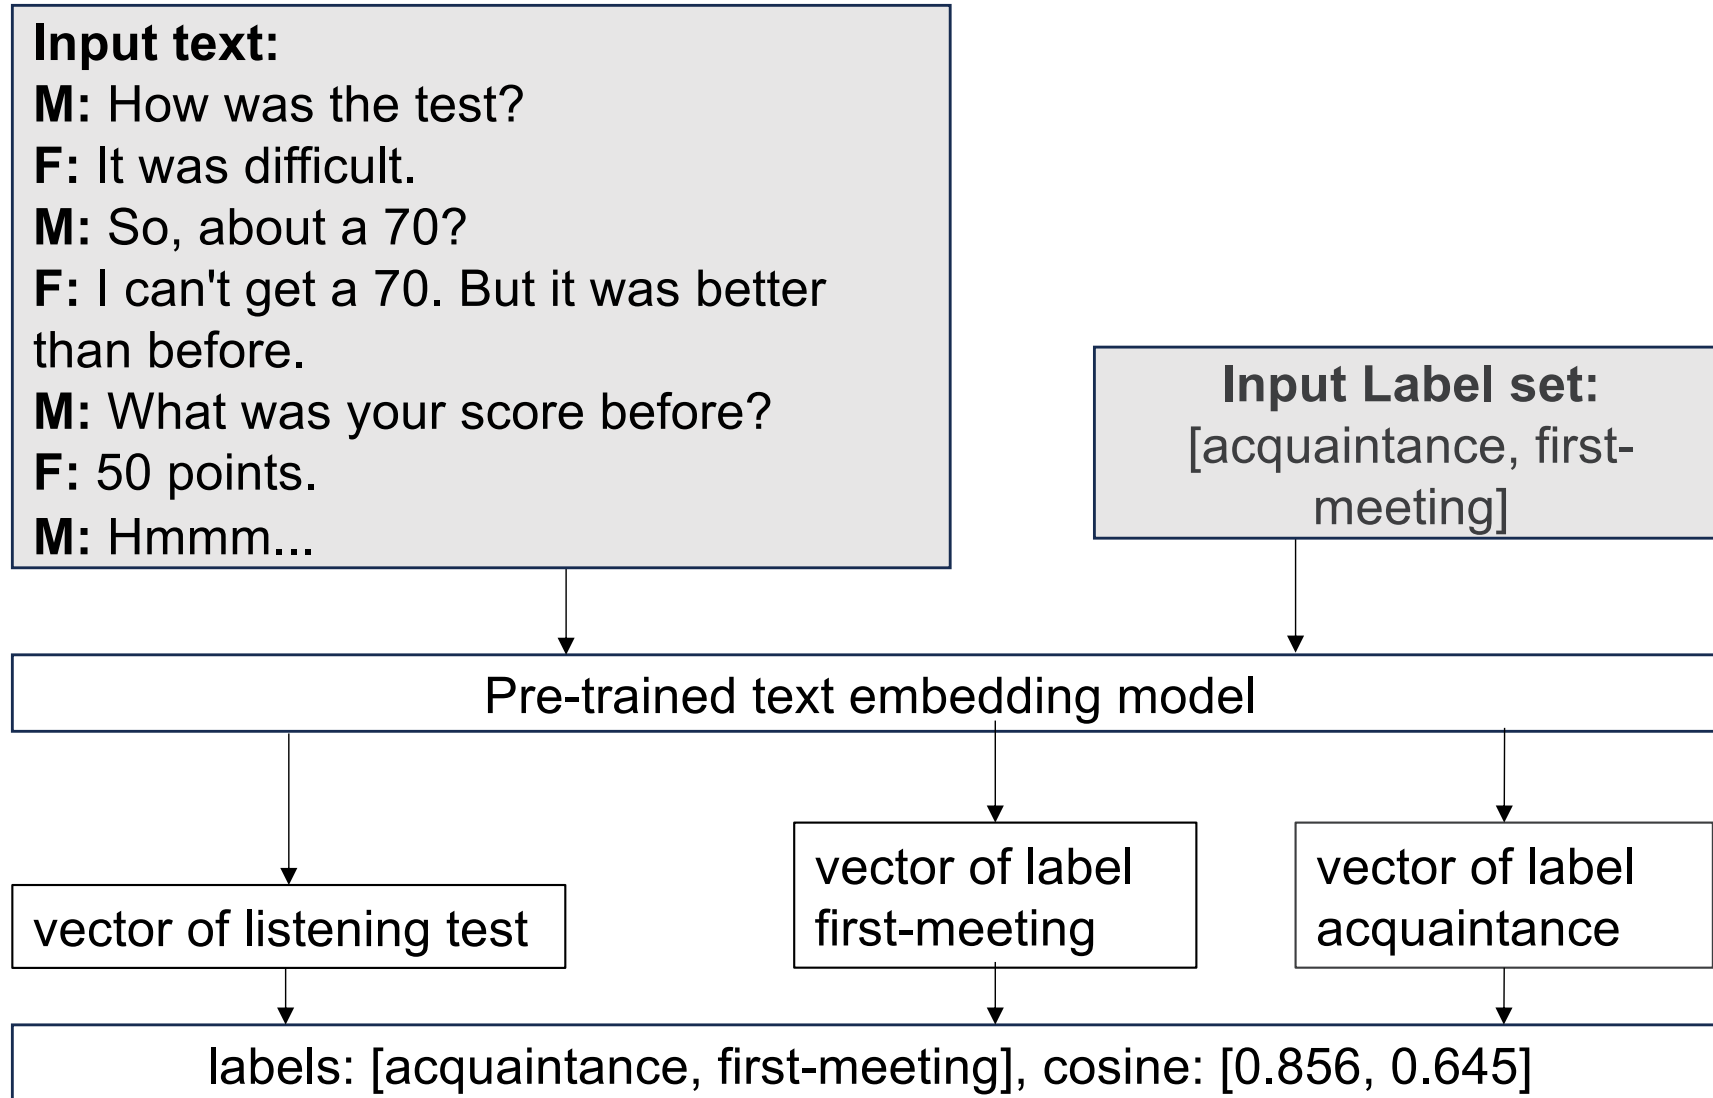 Input text:
M: How was the test?
F: It was difficult.
M: So, about a 70?
F: I can't get a 70. But it was better
than before.
M: What was your score before?
F: 50 points.
M: Hmmm...
Input Label set:
[acquaintance, first-
meeting]
Pre-trained text embedding model
vector of listening test
vector of label
first-meeting
vector of label
acquaintance
labels: [acquaintance, first-meeting], cosine: [0.856, 0.645]